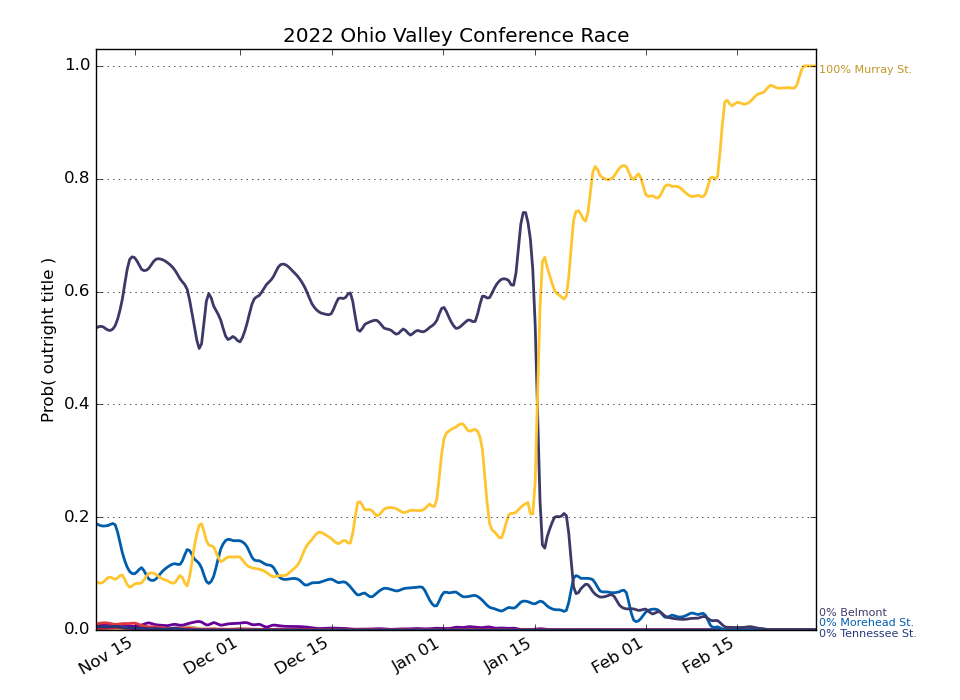 2022 Ohio Valley Conference Race
1.0
0.8
0.6
0.4
0.2
0.0
Prob( outright title )
100% Murray St.
0% Belmont
0% Morehead St.
0% Tennessee St.
Nov 15
Dec 01
Dec 15
Jan 01
Jan 15
Feb 01
Feb 15